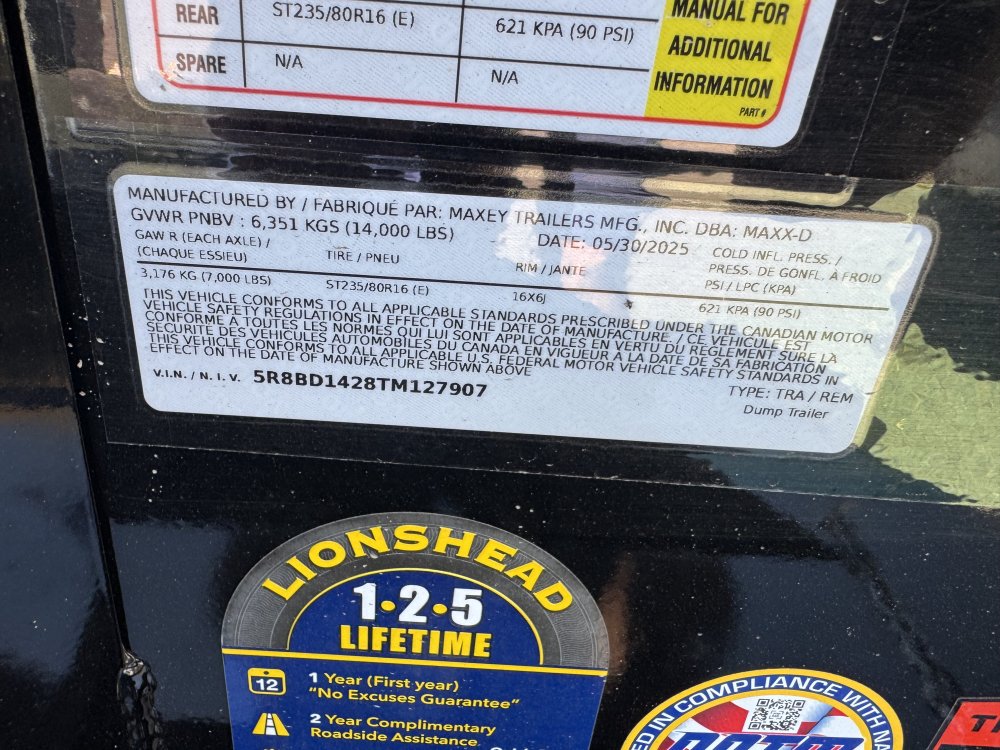 REAR ST235/80R16 (E) 621 KPA (90 PSI)
SPARE N/A N/A
MANUAL FOR
ADDITIONAL
INFORMATION
PART #
MANUFACTURED BY / FABRIQUÉ PAR: MAXEY TRAILERS MFG., INC. DBA: MAXX-D
GVWR PNBV : 6,351 KGS (14,000 LBS) DATE: 05/30/2025
GAW R (EACH AXLE) / TIRE / PNEU RIM / JANTE COLD INFL. PRESS. /
(CHAQUE ESSIEU) PRESS. DE GONFL. À FROID
PSI / LPC (KPA)
3,176 KG (7,000 LBS) ST235/80R16 (E) 16X6J 621 KPA (90 PSI)
THIS VEHICLE CONFORMS TO ALL APPLICABLE STANDARDS PRESCRIBED UNDER THE CANADIAN MOTOR
VEHICLE SAFETY REGULATIONS IN EFFECT ON THE DATE OF MANUFACTURE. / CE VÉHICULE EST
CONFORME À TOUTES LES NORMES QUI LUI SONT APPLICABLES EN VERTU DU RÈGLEMENT SURE LA
SECURITE DES VÉHICULES AUTOMOBILES DU CANADA EN VIGUEUR A LA DATE DE SA FABRICATION
THIS VEHICLE CONFORMS TO ALL APPLICABLE U.S. FEDERAL MOTOR VEHICLE SAFETY STANDARDS IN
EFFECT ON THE DATE OF MANUFACTURE SHOWN ABOVE
V.I.N. / N. I. V. 5R8BD1428TM127907 TYPE: TRA / REM
Dump Trailer
LIONSHEAD
1•2•5
LIFETIME
12
1 Year (First year)
"No Excuses Guarantee"
2 Year Complimentary
Roadside Assistance
COMPLIANCE WITH